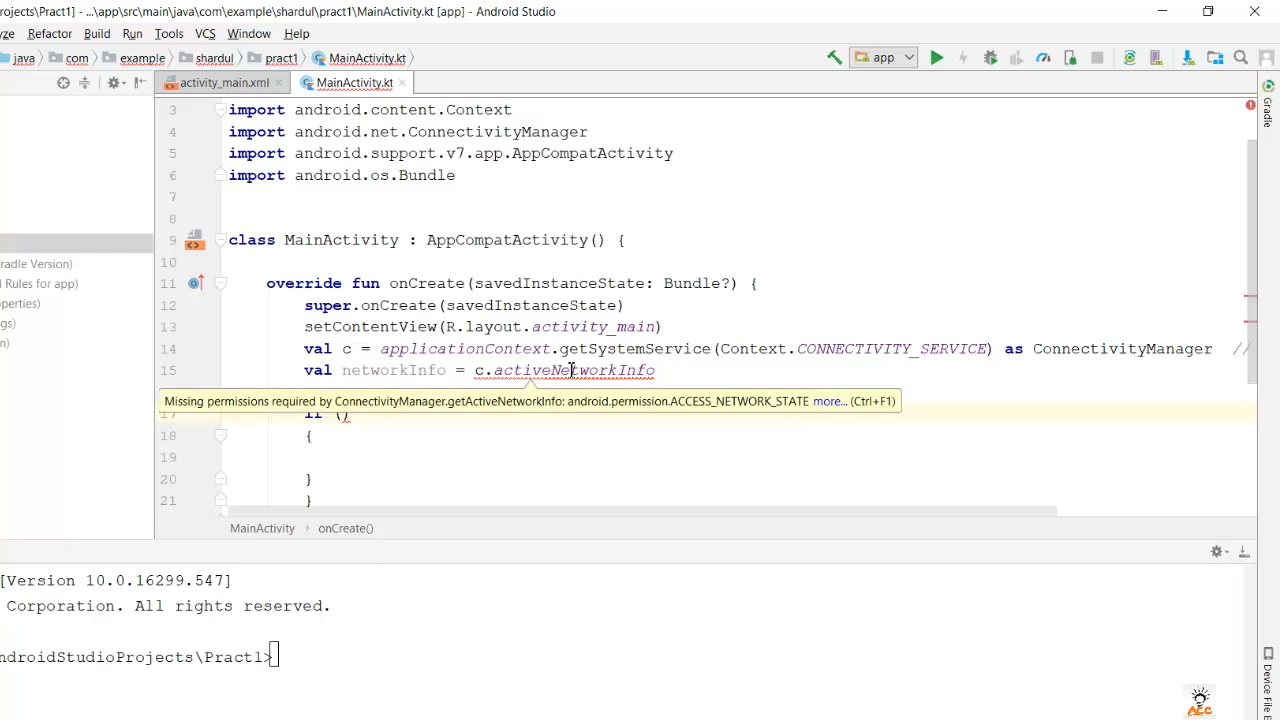 rojects\Pract1] - ...\app\src\main\java\com\example\shardul\pract1\MainActivity.kt [app] - Android Studio
yze Refactor Build Run Tools VCS Window Help
java com example shardul pract1 MainActivity.kt app
activity_main.xml MainActivity.kt
Gradle
3 import android.content.Context
4 import android.net.ConnectivityManager
5 import android.support.v7.app.AppCompatActivity
6 import android.os.Bundle
7
8
9 class MainActivity : AppCompatActivity() {
10
radle Version)
11 override fun onCreate(savedInstanceState: Bundle?) {
l Rules for app)
12 super.onCreate(savedInstanceState)
operties)
13 setContentView(R.layout.activity_main)
gs)
14 val c = applicationContext.getSystemService(Context.CONNECTIVITY_SERVICE) as ConnectivityManager //
n)
15 val networkInfo = c.activeNetworkInfo
Missing permissions required by ConnectivityManager.getActiveNetworkInfo: android.permission.ACCESS_NETWORK_STATE more... (Ctrl+F1)
17 if ()
18 {
19
20 }
21 }
MainActivity › onCreate()
[Version 10.0.16299.547]
Corporation. All rights reserved.
ndroidStudioProjects\Pract1>
Device File E
AEC